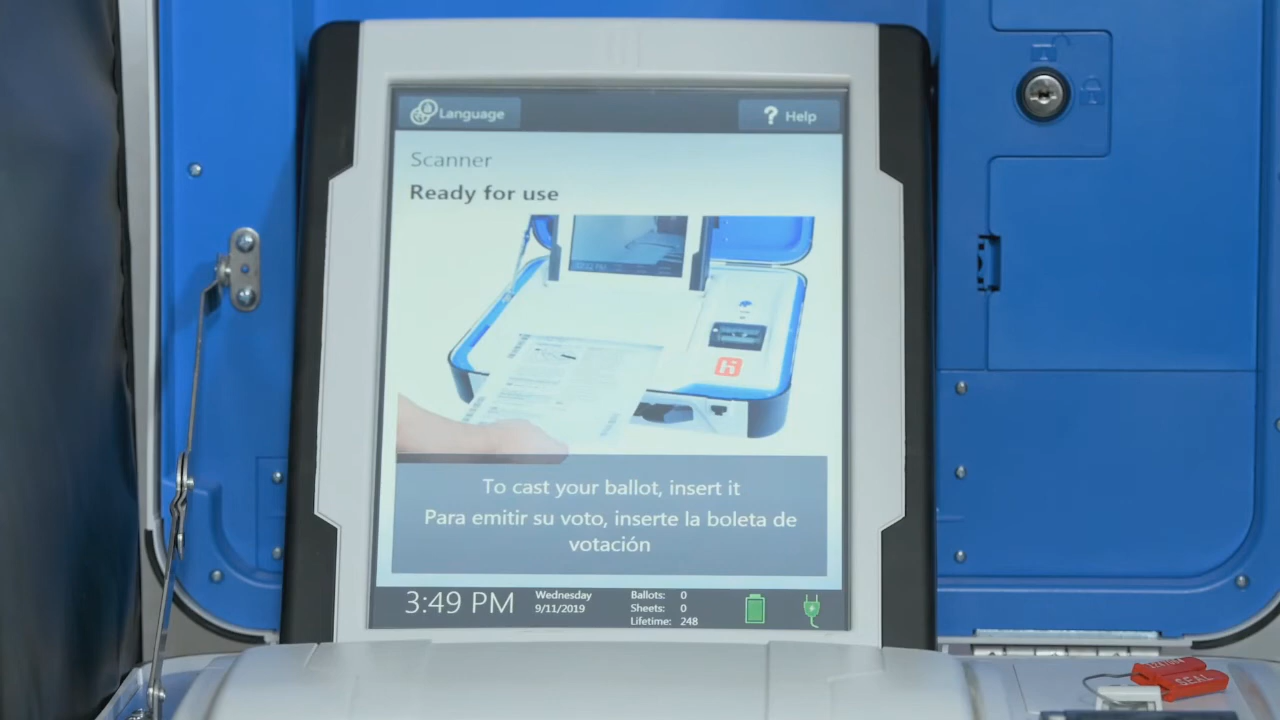 Language
? Help
Scanner
Ready for use
To cast your ballot, insert it
Para emitir su voto, inserte la boleta de
votación
3:49 PM
Wednesday
9/11/2019
Ballots: 0
Sheets: 0
Lifetime: 248
SEAL